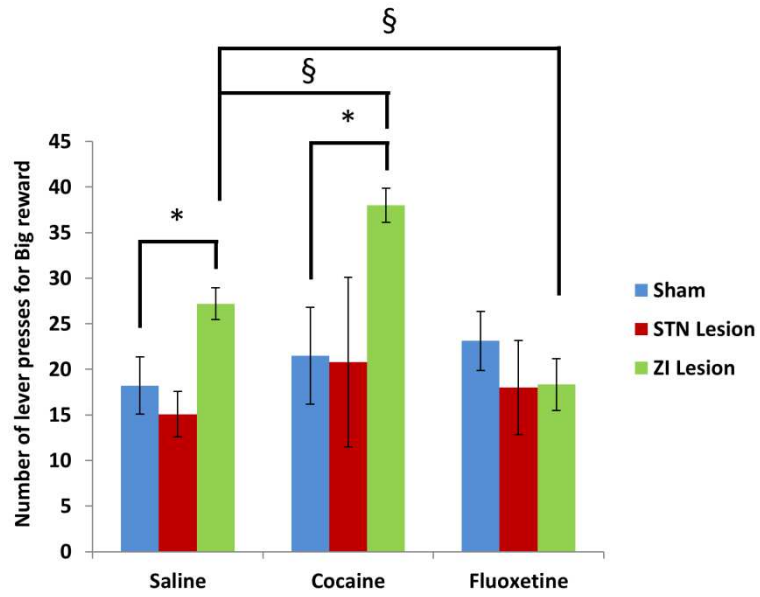 §
§
*
*
Number of lever presses for Big reward
45
40
35
30
25
20
15
10
5
0
Saline
Cocaine
Fluoxetine
Sham
STN Lesion
ZI Lesion